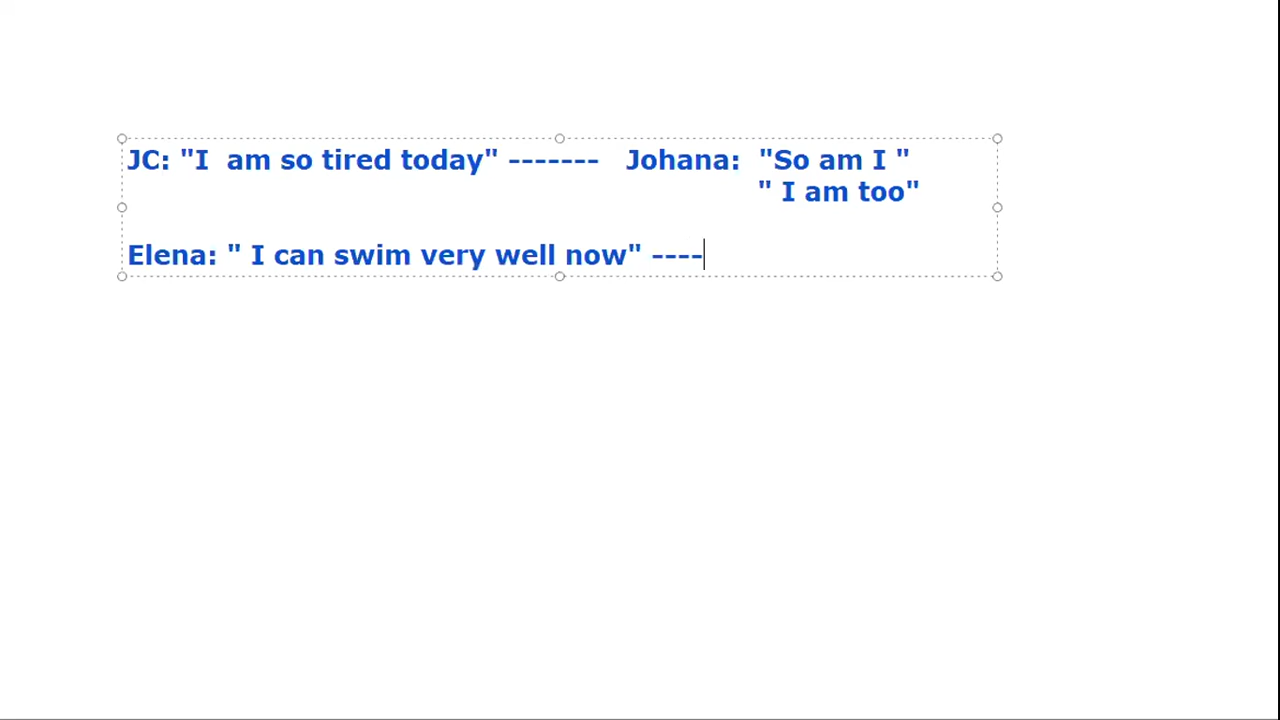 JC: "I  am so tired today" -------   Johana:  "So am I "
" I am too"
Elena: " I can swim very well now" ----